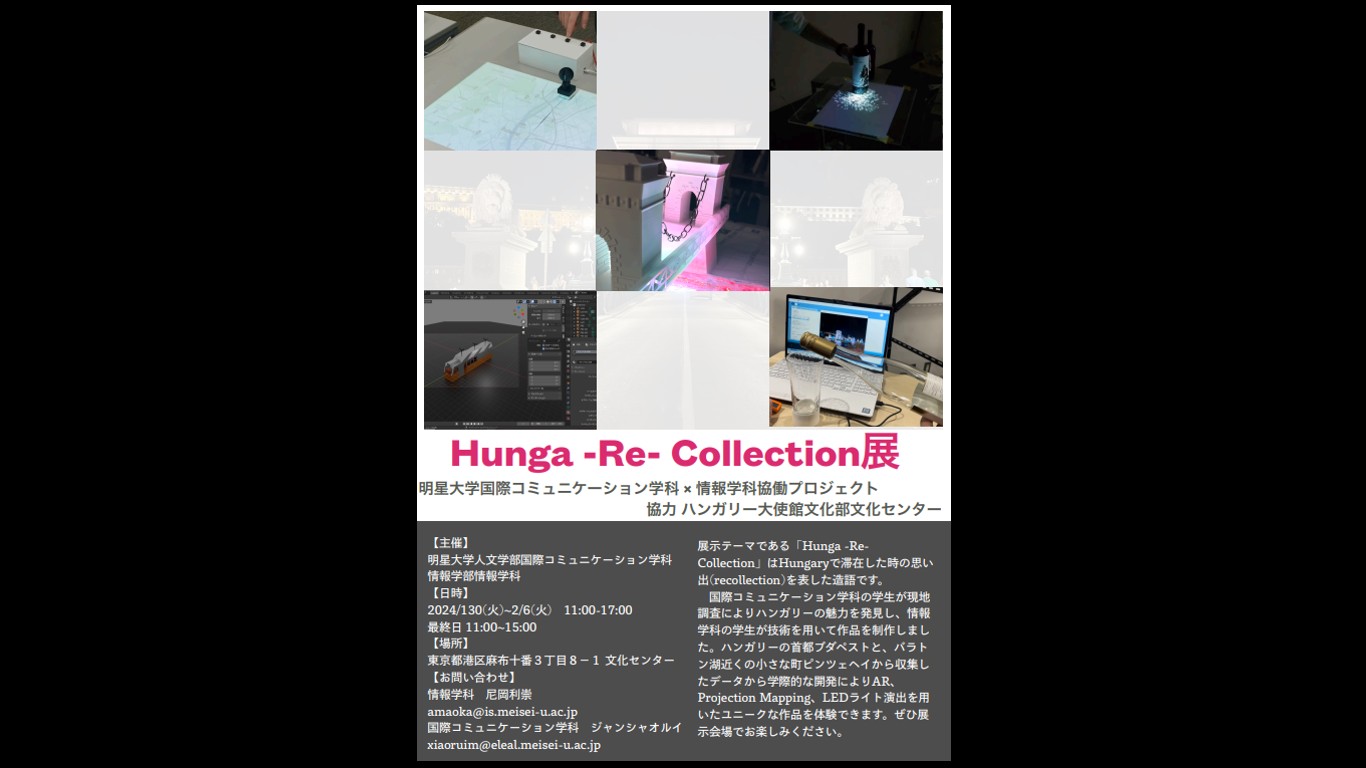 Hunga -Re- Collection展
明星大学国際コミュニケーション学科 × 情報学科協働プロジェクト
協力 ハンガリー大使館文化部文化センター
【主催】
明星大学人文学部国際コミュニケーション学科
情報学部情報学科
【日時】
2024/130(火)~2/6(火)　11:00-17:00
最終日 11:00~15:00
【場所】
東京都港区麻布十番３丁目８－１ 文化センター
【お問い合わせ】
情報学科　尼岡利崇
amaoka@is.meisei-u.ac.jp
国際コミュニケーション学科　ジャンシャオルイ
xiaoruim@eleal.meisei-u.ac.jp
展示テーマである「Hunga -Re-
Collection」はHungaryで滞在した時の思い
出(recollection)を表した造語です。
　国際コミュニケーション学科の学生が現地
調査によりハンガリーの魅力を発見し、情報
学科の学生が技術を用いて作品を制作しまし
た。ハンガリーの首都ブダペストと、バラト
ン湖近くの小さな町ビンツェヘイから収集し
たデータから学際的な開発によりAR、
Projection Mapping、LEDライト演出を用
いたユニークな作品を体験できます。ぜひ展
示会場でお楽しみください。